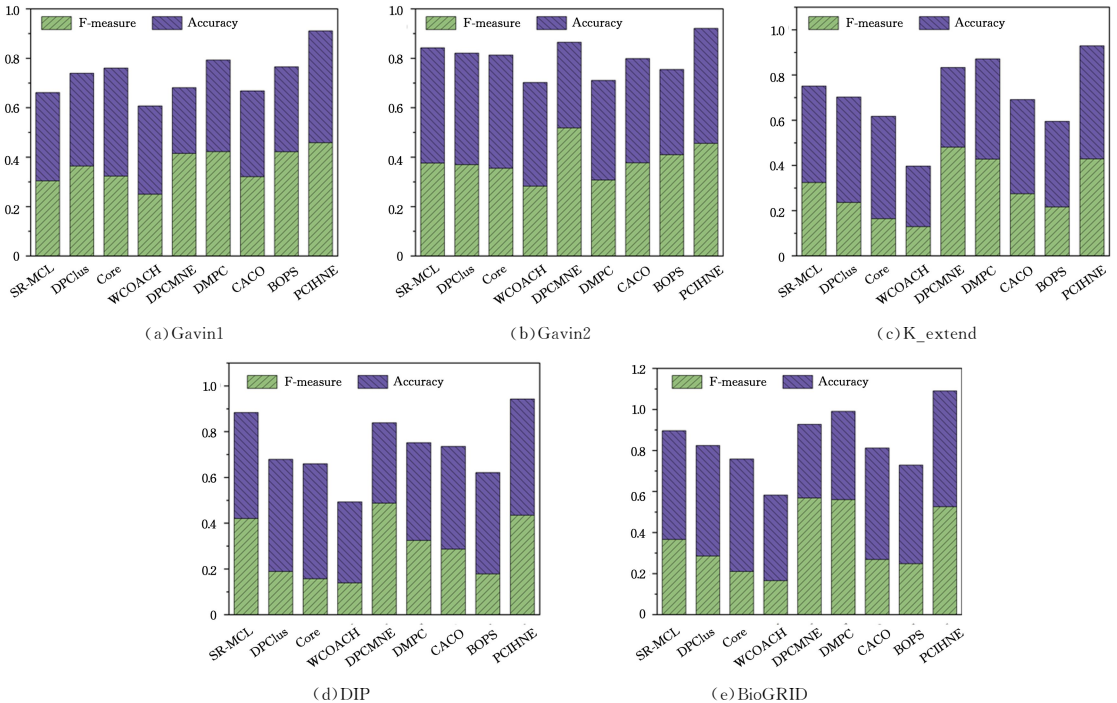 F-measure Accuracy
1.0
0.8
0.6
0.4
0.2
0
SR-MCL DPClus Core WCOACH DPCMNE DMPC CACO BOPS PCIHNE
(a)Gavin1
F-measure Accuracy
1.0
0.8
0.6
0.4
0.2
0
SR-MCL DPClus Core WCOACH DPCMNE DMPC CACO BOPS PCIHNE
(b)Gavin2
F-measure Accuracy
1.0
0.8
0.6
0.4
0.2
0
SR-MCL DPClus Core WCOACH DPCMNE DMPC CACO BOPS PCIHNE
(c)K_extend
F-measure Accuracy
1.0
0.8
0.6
0.4
0.2
0
SR-MCL DPClus Core WCOACH DPCMNE DMPC CACO BOPS PCIHNE
(d)DIP
F-measure Accuracy
1.2
1.0
0.8
0.6
0.4
0.2
0
SR-MCL DPClus Core WCOACH DPCMNE DMPC CACO BOPS PCIHNE
(e)BioGRID